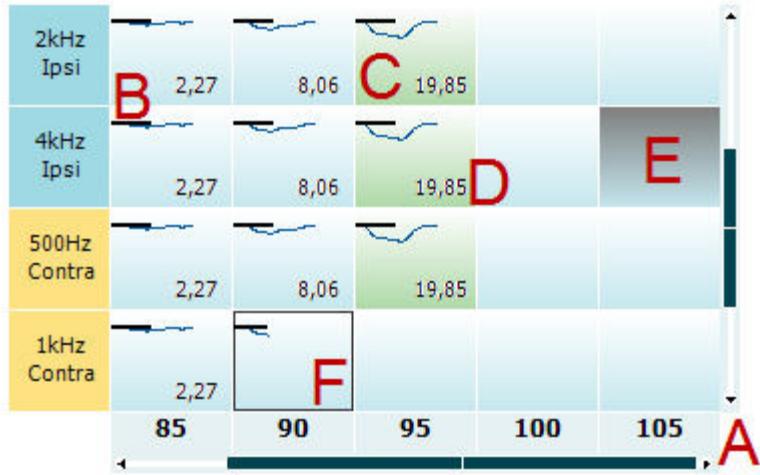 2kHz
Ipsi
B
2,27
8,06
C
19,85
4kHz
Ipsi
2,27
8,06
19,85
D
E
500Hz
Contra
2,27
8,06
19,85
1kHz
Contra
2,27
F
85
90
95
100
105
A